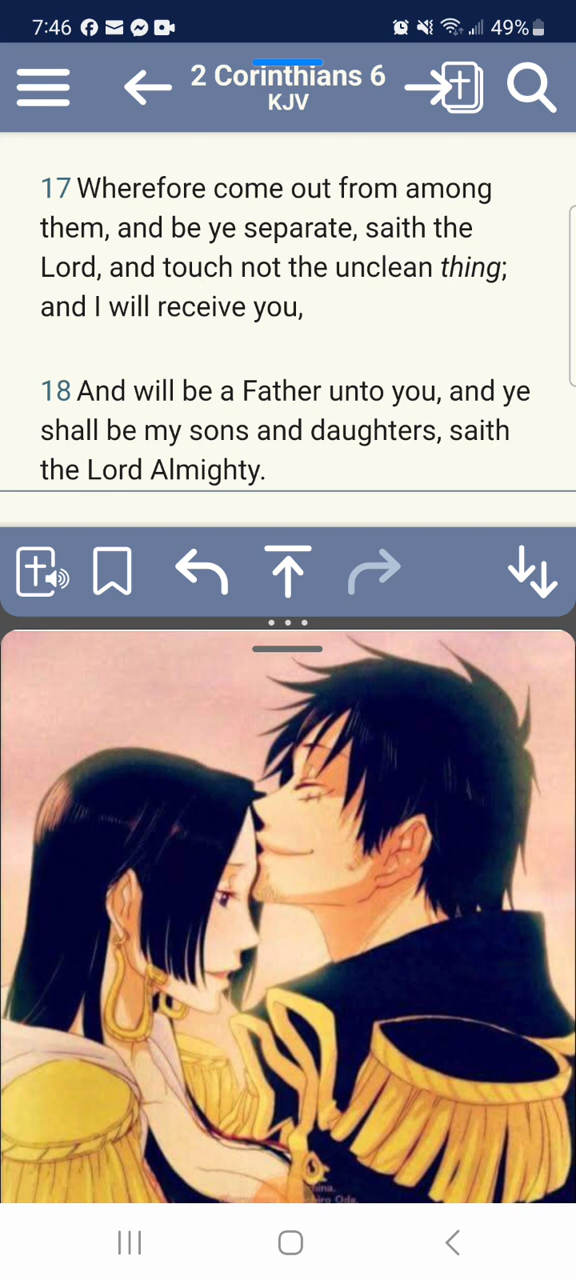 7:46
49%
2 Corinthians 6
KJV
17 Wherefore come out from among
them, and be ye separate, saith the
Lord, and touch not the unclean thing;
and I will receive you,
18 And will be a Father unto you, and ye
shall be my sons and daughters, saith
the Lord Almighty.
Oda.